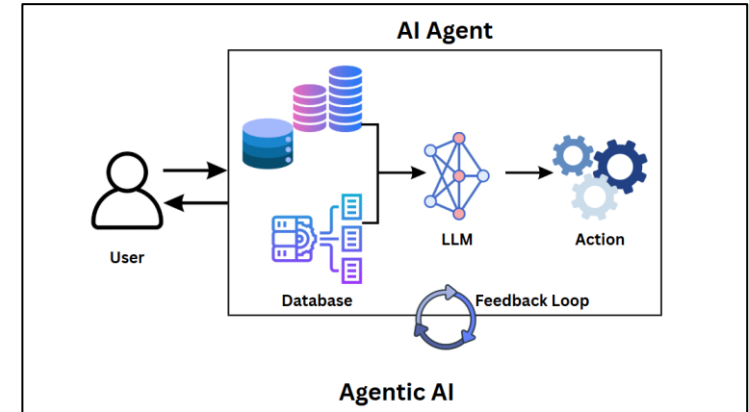 AI Agent
User
LLM
Action
Database
Feedback Loop
Agentic AI